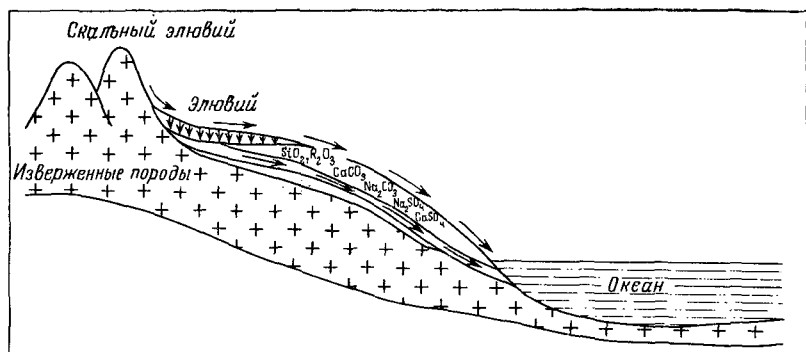 Скальный элювий
Элювий
SiO₂, R₂O₃
Изверженные породы
CaCO₃
Na₂CO₃
Na₂SO₄
CaSO₄
Океан